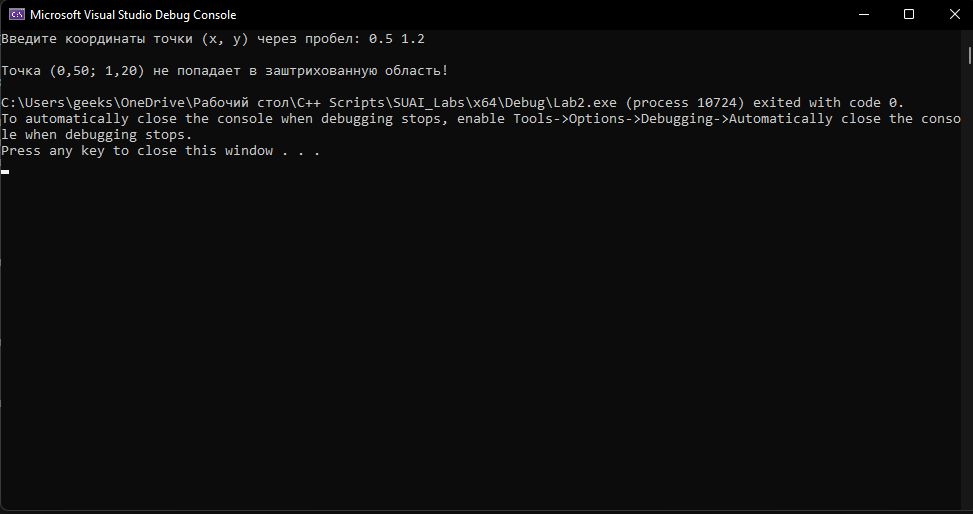 Microsoft Visual Studio Debug Console
Введите координаты точки (x, y) через пробел: 0.5 1.2
Точка (0,50; 1,20) не попадает в заштрихованную область!
C:\Users\geeks\OneDrive\Рабочий стол\C++ Scripts\SUAI_Labs\x64\Debug\Lab2.exe (process 10724) exited with code 0.
To automatically close the console when debugging stops, enable Tools->Options->Debugging->Automatically close the conso
le when debugging stops.
Press any key to close this window . . .